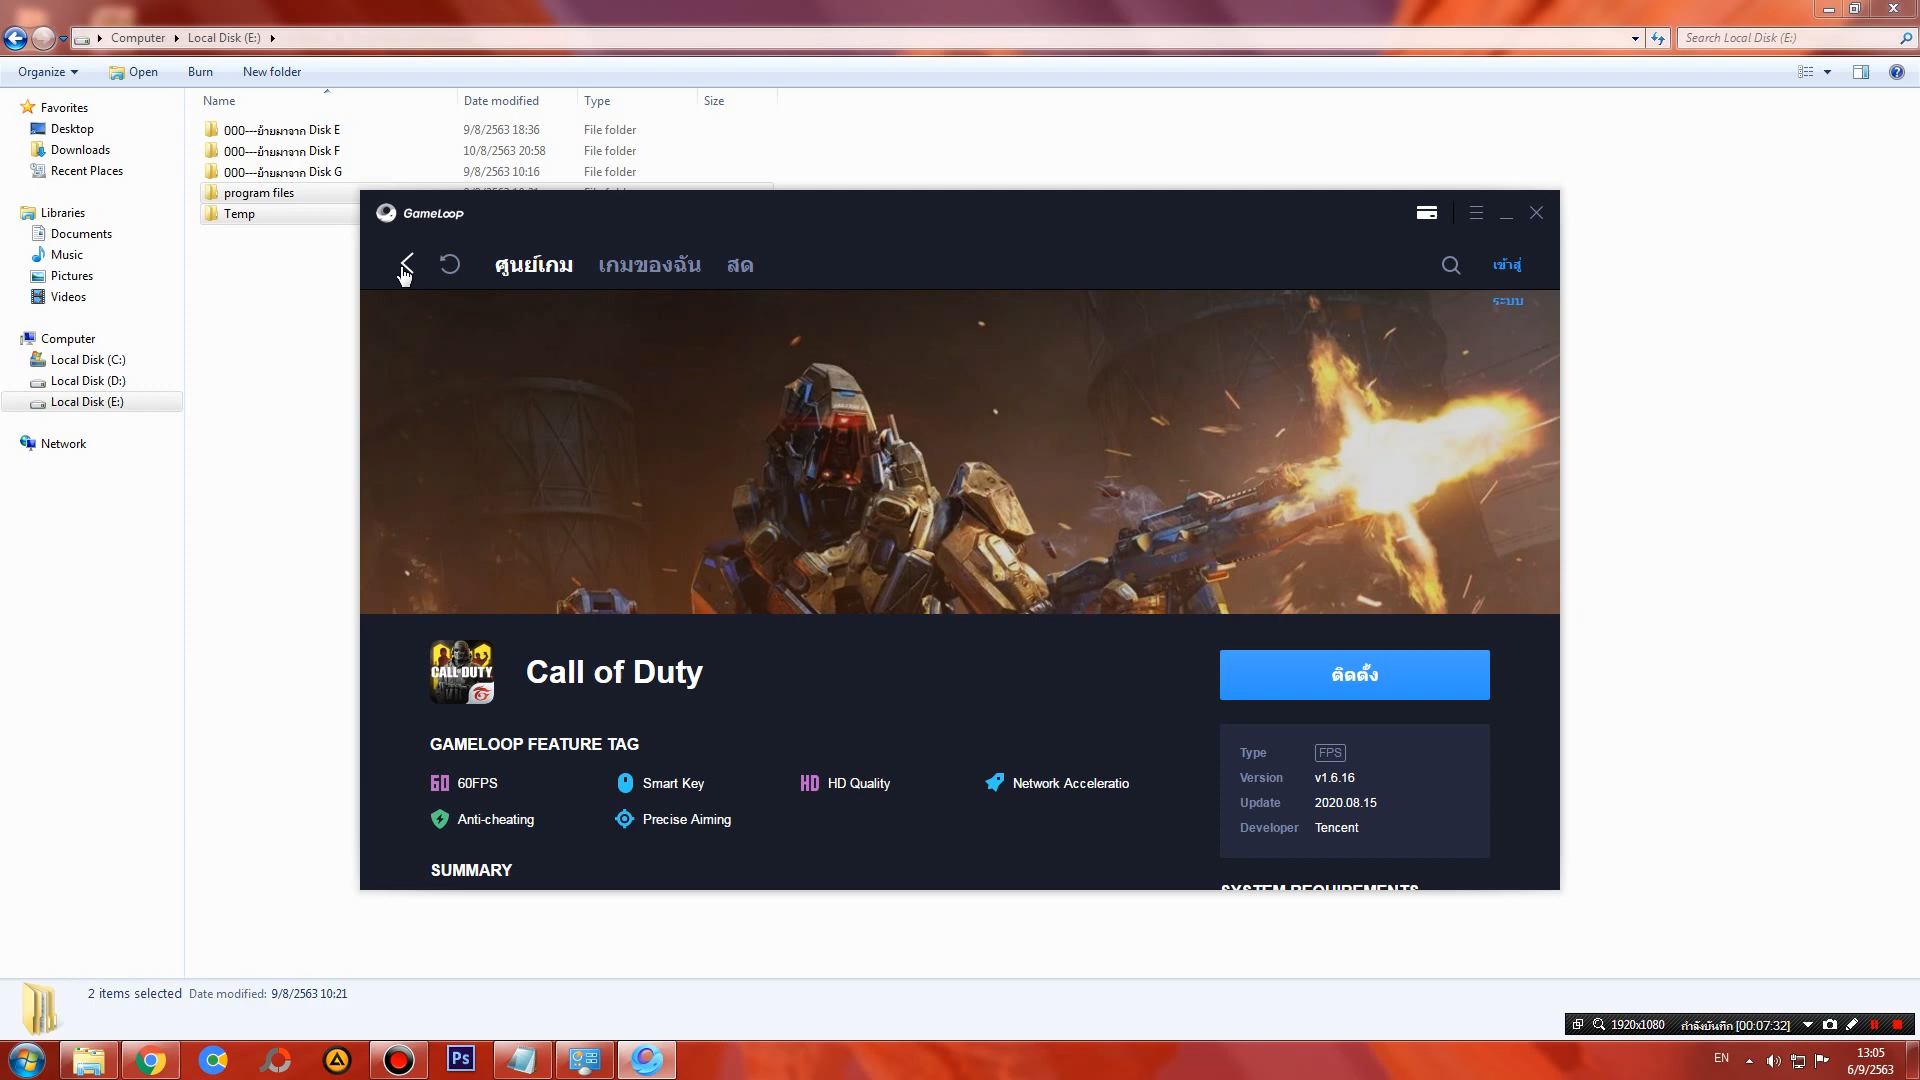 Computer
Local Disk (E:)
Search Local Disk (E:)
Organize
Open
Burn
New folder
Name
Date modified
Type
Size
Favorites
Desktop
Downloads
Recent Places
Libraries
Documents
Music
Pictures
Videos
Computer
Local Disk (C:)
Local Disk (D:)
Local Disk (E:)
Network
000---ย้ายมาจาก Disk E 9/8/2563 18:36 File folder
000---ย้ายมาจาก Disk F 10/8/2563 20:58 File folder
000---ย้ายมาจาก Disk G 9/8/2563 10:16 File folder
program files
Temp
GameLoop
ศูนย์เกม
เกมของฉัน
สด
เข้าสู่
ระบบ
CALL·DUTY
Call of Duty
ติดตั้ง
GAMELOOP FEATURE TAG
60 60FPS
Smart Key
HD HD Quality
Network Acceleratio
Anti-cheating
Precise Aiming
SUMMARY
Type FPS
Version v1.6.16
Update 2020.08.15
Developer Tencent
SYSTEM REQUIREMENTS
2 items selected Date modified: 9/8/2563 10:21
1920x1080 กำลังบันทึก [00:07:32]
Ps
EN
13:05
6/9/2563